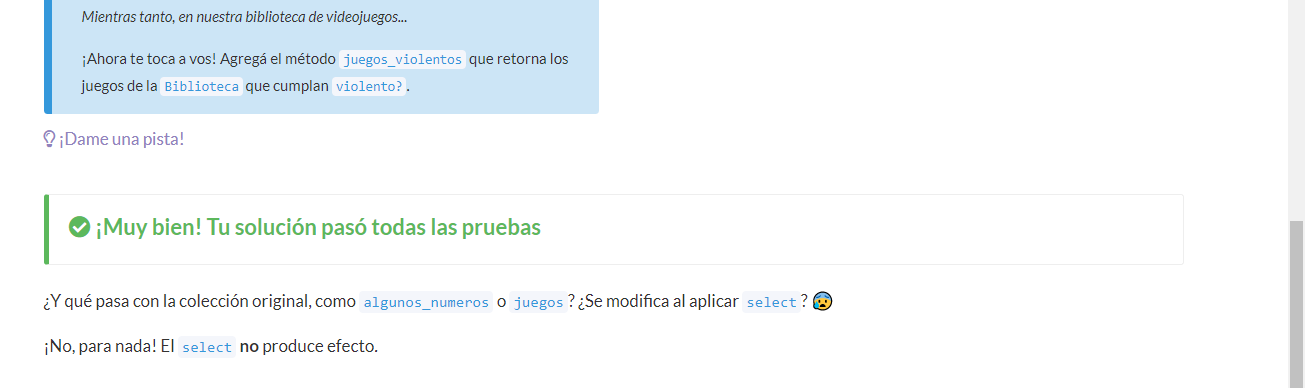 Mientras tanto, en nuestra biblioteca de videojuegos...
¡Ahora te toca a vos! Agregá el método juegos_violentos que retorna los
juegos de la Biblioteca que cumplan violento?.
¡Dame una pista!
¡Muy bien! Tu solución pasó todas las pruebas
¿Y qué pasa con la colección original, como algunos_numeros o juegos? ¿Se modifica al aplicar select? 😰
¡No, para nada! El select no produce efecto.